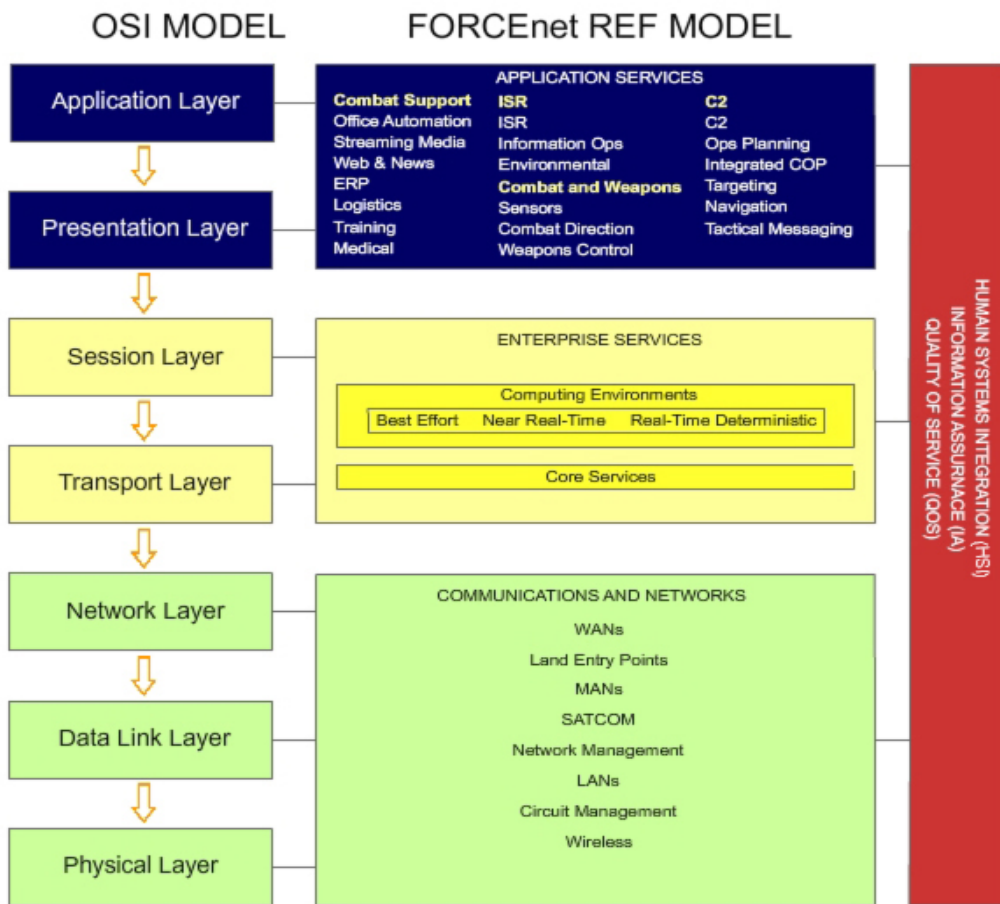 OSI MODEL
FORCEnet REF MODEL
Application Layer
Presentation Layer
Session Layer
Transport Layer
Network Layer
Data Link Layer
Physical Layer
APPLICATION SERVICES
Combat Support
Office Automation
Streaming Media
Web & News
ERP
Logistics
Training
Medical
ISR
ISR
Information Ops
Environmental
Combat and Weapons
Sensors
Combat Direction
Weapons Control
C2
C2
Ops Planning
Integrated COP
Targeting
Navigation
Tactical Messaging
ENTERPRISE SERVICES
Computing Environments
Best Effort Near Real-Time Real-Time Deterministic
Core Services
COMMUNICATIONS AND NETWORKS
WANs
Land Entry Points
MANs
SATCOM
Network Management
LANs
Circuit Management
Wireless
HUMAIN SYSTEMS INTEGRATION (HSI)
INFORMATION ASSURNACE (IA)
QUALITY OF SERVICE (QOS)